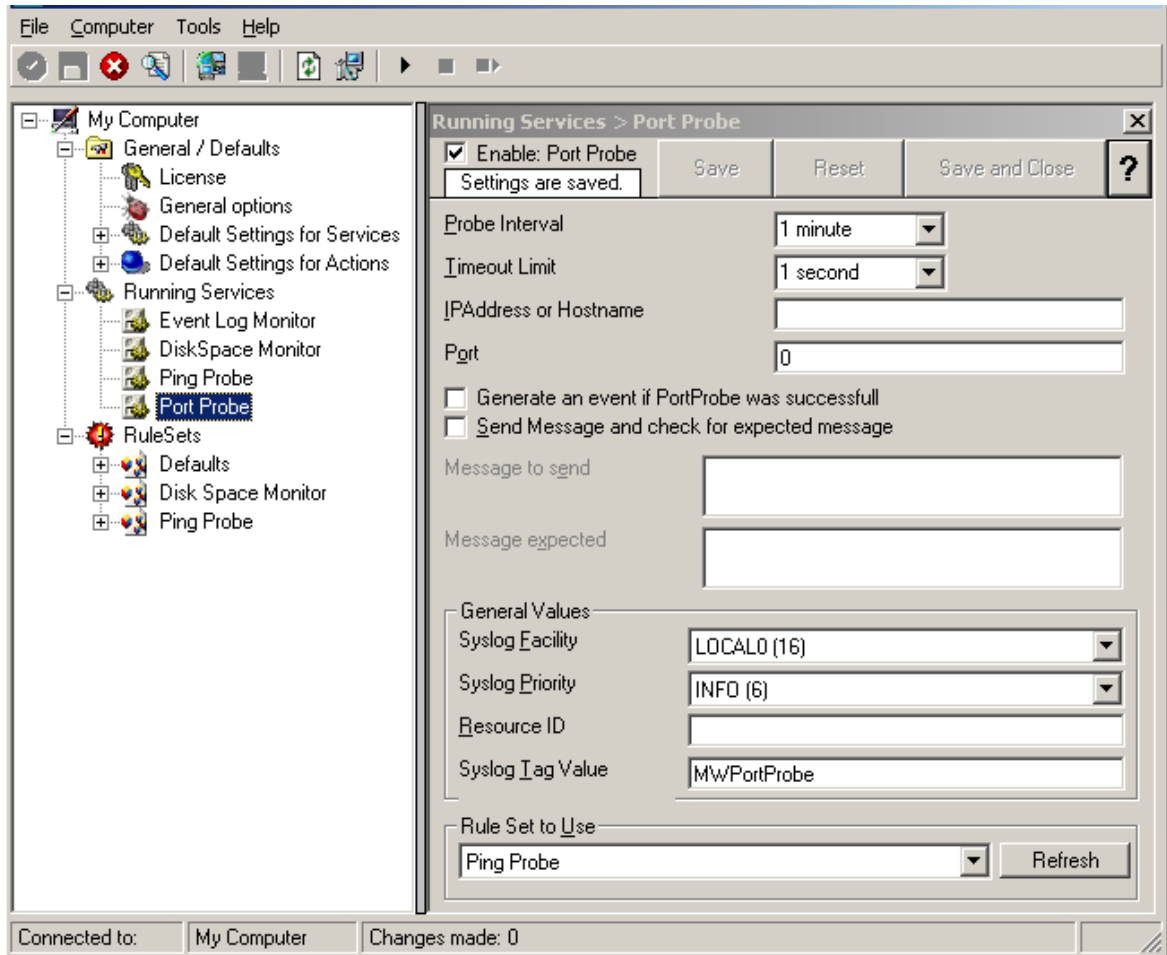 File Computer Tools Help
My Computer
General / Defaults
License
General options
Default Settings for Services
Default Settings for Actions
Running Services
Event Log Monitor
DiskSpace Monitor
Ping Probe
Port Probe
RuleSets
Defaults
Disk Space Monitor
Ping Probe
Running Services > Port Probe
Enable: Port Probe
Settings are saved.
Save Reset Save and Close ?
Probe Interval 1 minute
Timeout Limit 1 second
IPAddress or Hostname
Port 0
Generate an event if PortProbe was successfull
Send Message and check for expected message
Message to send
Message expected
General Values
Syslog Facility LOCAL0 (16)
Syslog Priority INFO (6)
Resource ID
Syslog Tag Value MWPortProbe
Rule Set to Use
Ping Probe Refresh
Connected to: My Computer Changes made: 0